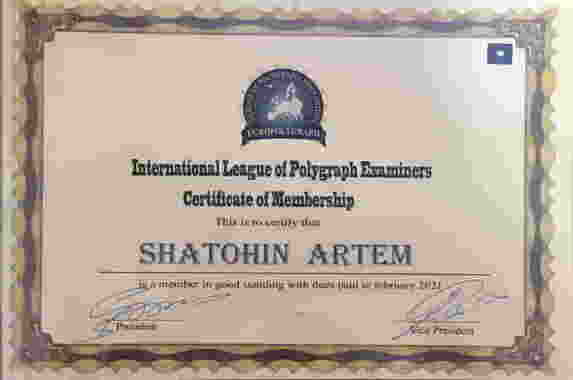 International League of Polygraph Examiners
Certificate of Membership
This is to certify that
SHATOHIN ARTEM
is a member in good standing with dues paid to february 2021
President
Vice President